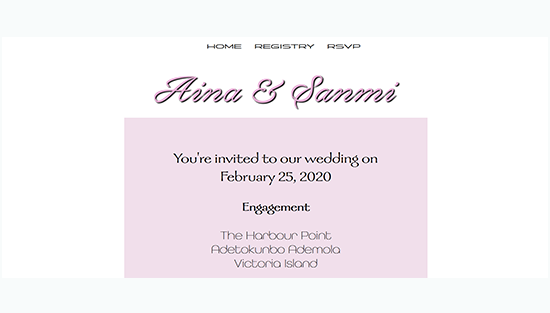 HOME REGISTRY RSVP
Aina & Sanmi
You're invited to our wedding on
February 25, 2020
Engagement
The Harbour Point
Adetokunbo Ademola
Victoria Island